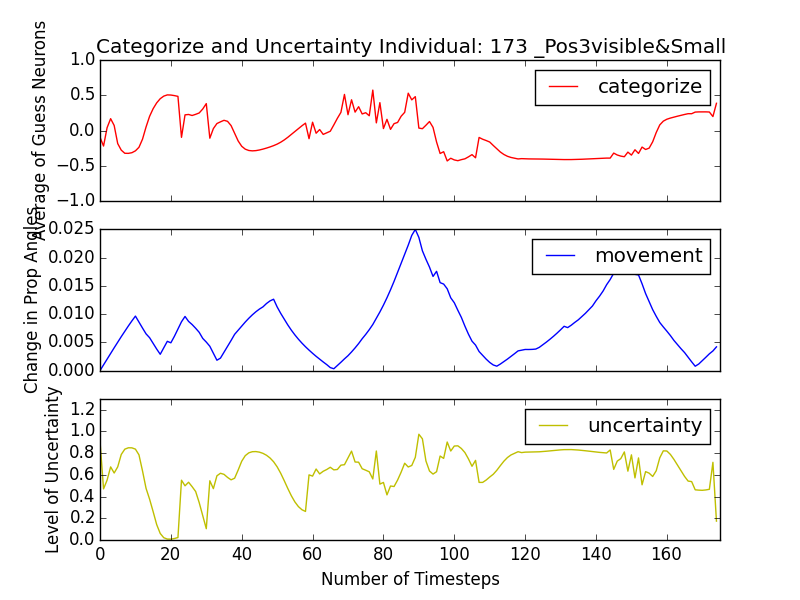 Categorize and Uncertainty Individual: 173 _Pos3visible&Small
Average of Guess Neurons
1.0
0.5
0.0
−0.5
−1.0
categorize
Change in Prop Angles
0.025
0.020
0.015
0.010
0.005
0.000
movement
Level of Uncertainty
1.2
1.0
0.8
0.6
0.4
0.2
0.0
uncertainty
0 20 40 60 80 100 120 140 160
Number of Timesteps